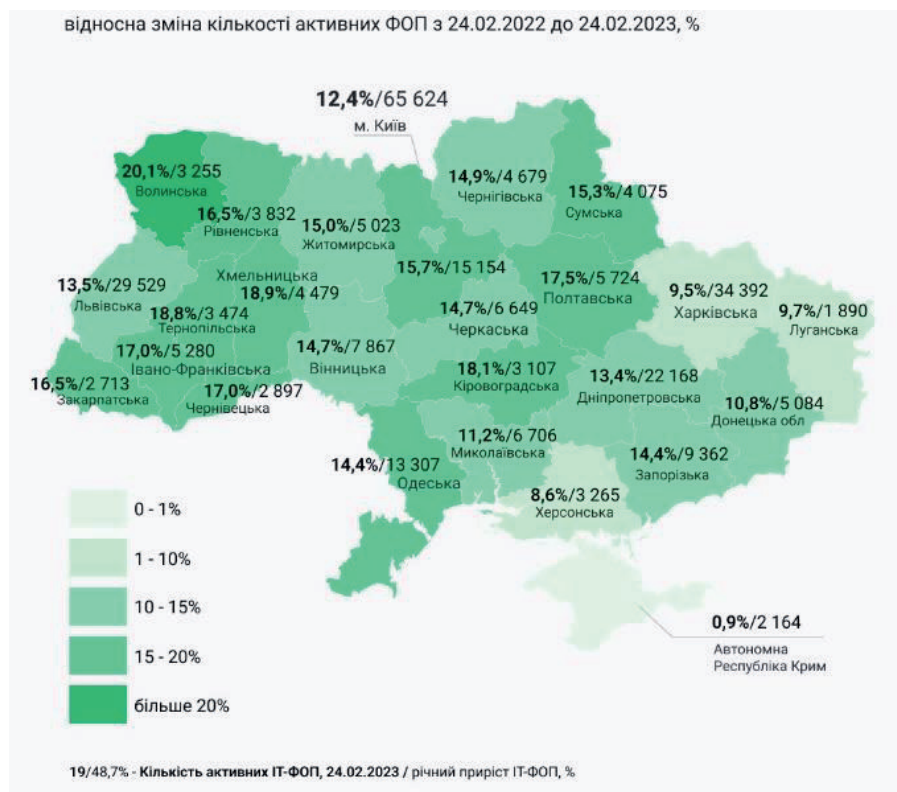 відносна зміна кількості активних ФОП з 24.02.2022 до 24.02.2023, %
12,4%/65 624
м. Київ
20,1%/3 255
Волинська
16,5%/3 832
Рівненська
15,0%/5 023
Житомирська
14,9%/4 679
Чернігівська
15,3%/4 075
Сумська
13,5%/29 529
Львівська
Хмельницька
18,9%/4 479
18,8%/3 474
Тернопільська
15,7%/15 154
14,7%/6 649
Черкаська
17,5%/5 724
Полтавська
9,5%/34 392
Харківська
9,7%/1 890
Луганська
17,0%/5 280
Івано-Франківська
16,5%/2 713
Закарпатська
17,0%/2 897
Чернівецька
14,7%/7 867
Вінницька
18,1%/3 107
Кіровоградська
13,4%/22 168
Дніпропетровська
10,8%/5 084
Донецька обл
11,2%/6 706
Миколаївська
14,4%/13 307
Одеська
14,4%/9 362
Запорізька
8,6%/3 265
Херсонська
0,9%/2 164
Автономна
Республіка Крим
0 - 1%
1 - 10%
10 - 15%
15 - 20%
більше 20%
19/48,7% - Кількість активних ІТ-ФОП, 24.02.2023 / річний приріст ІТ-ФОП, %